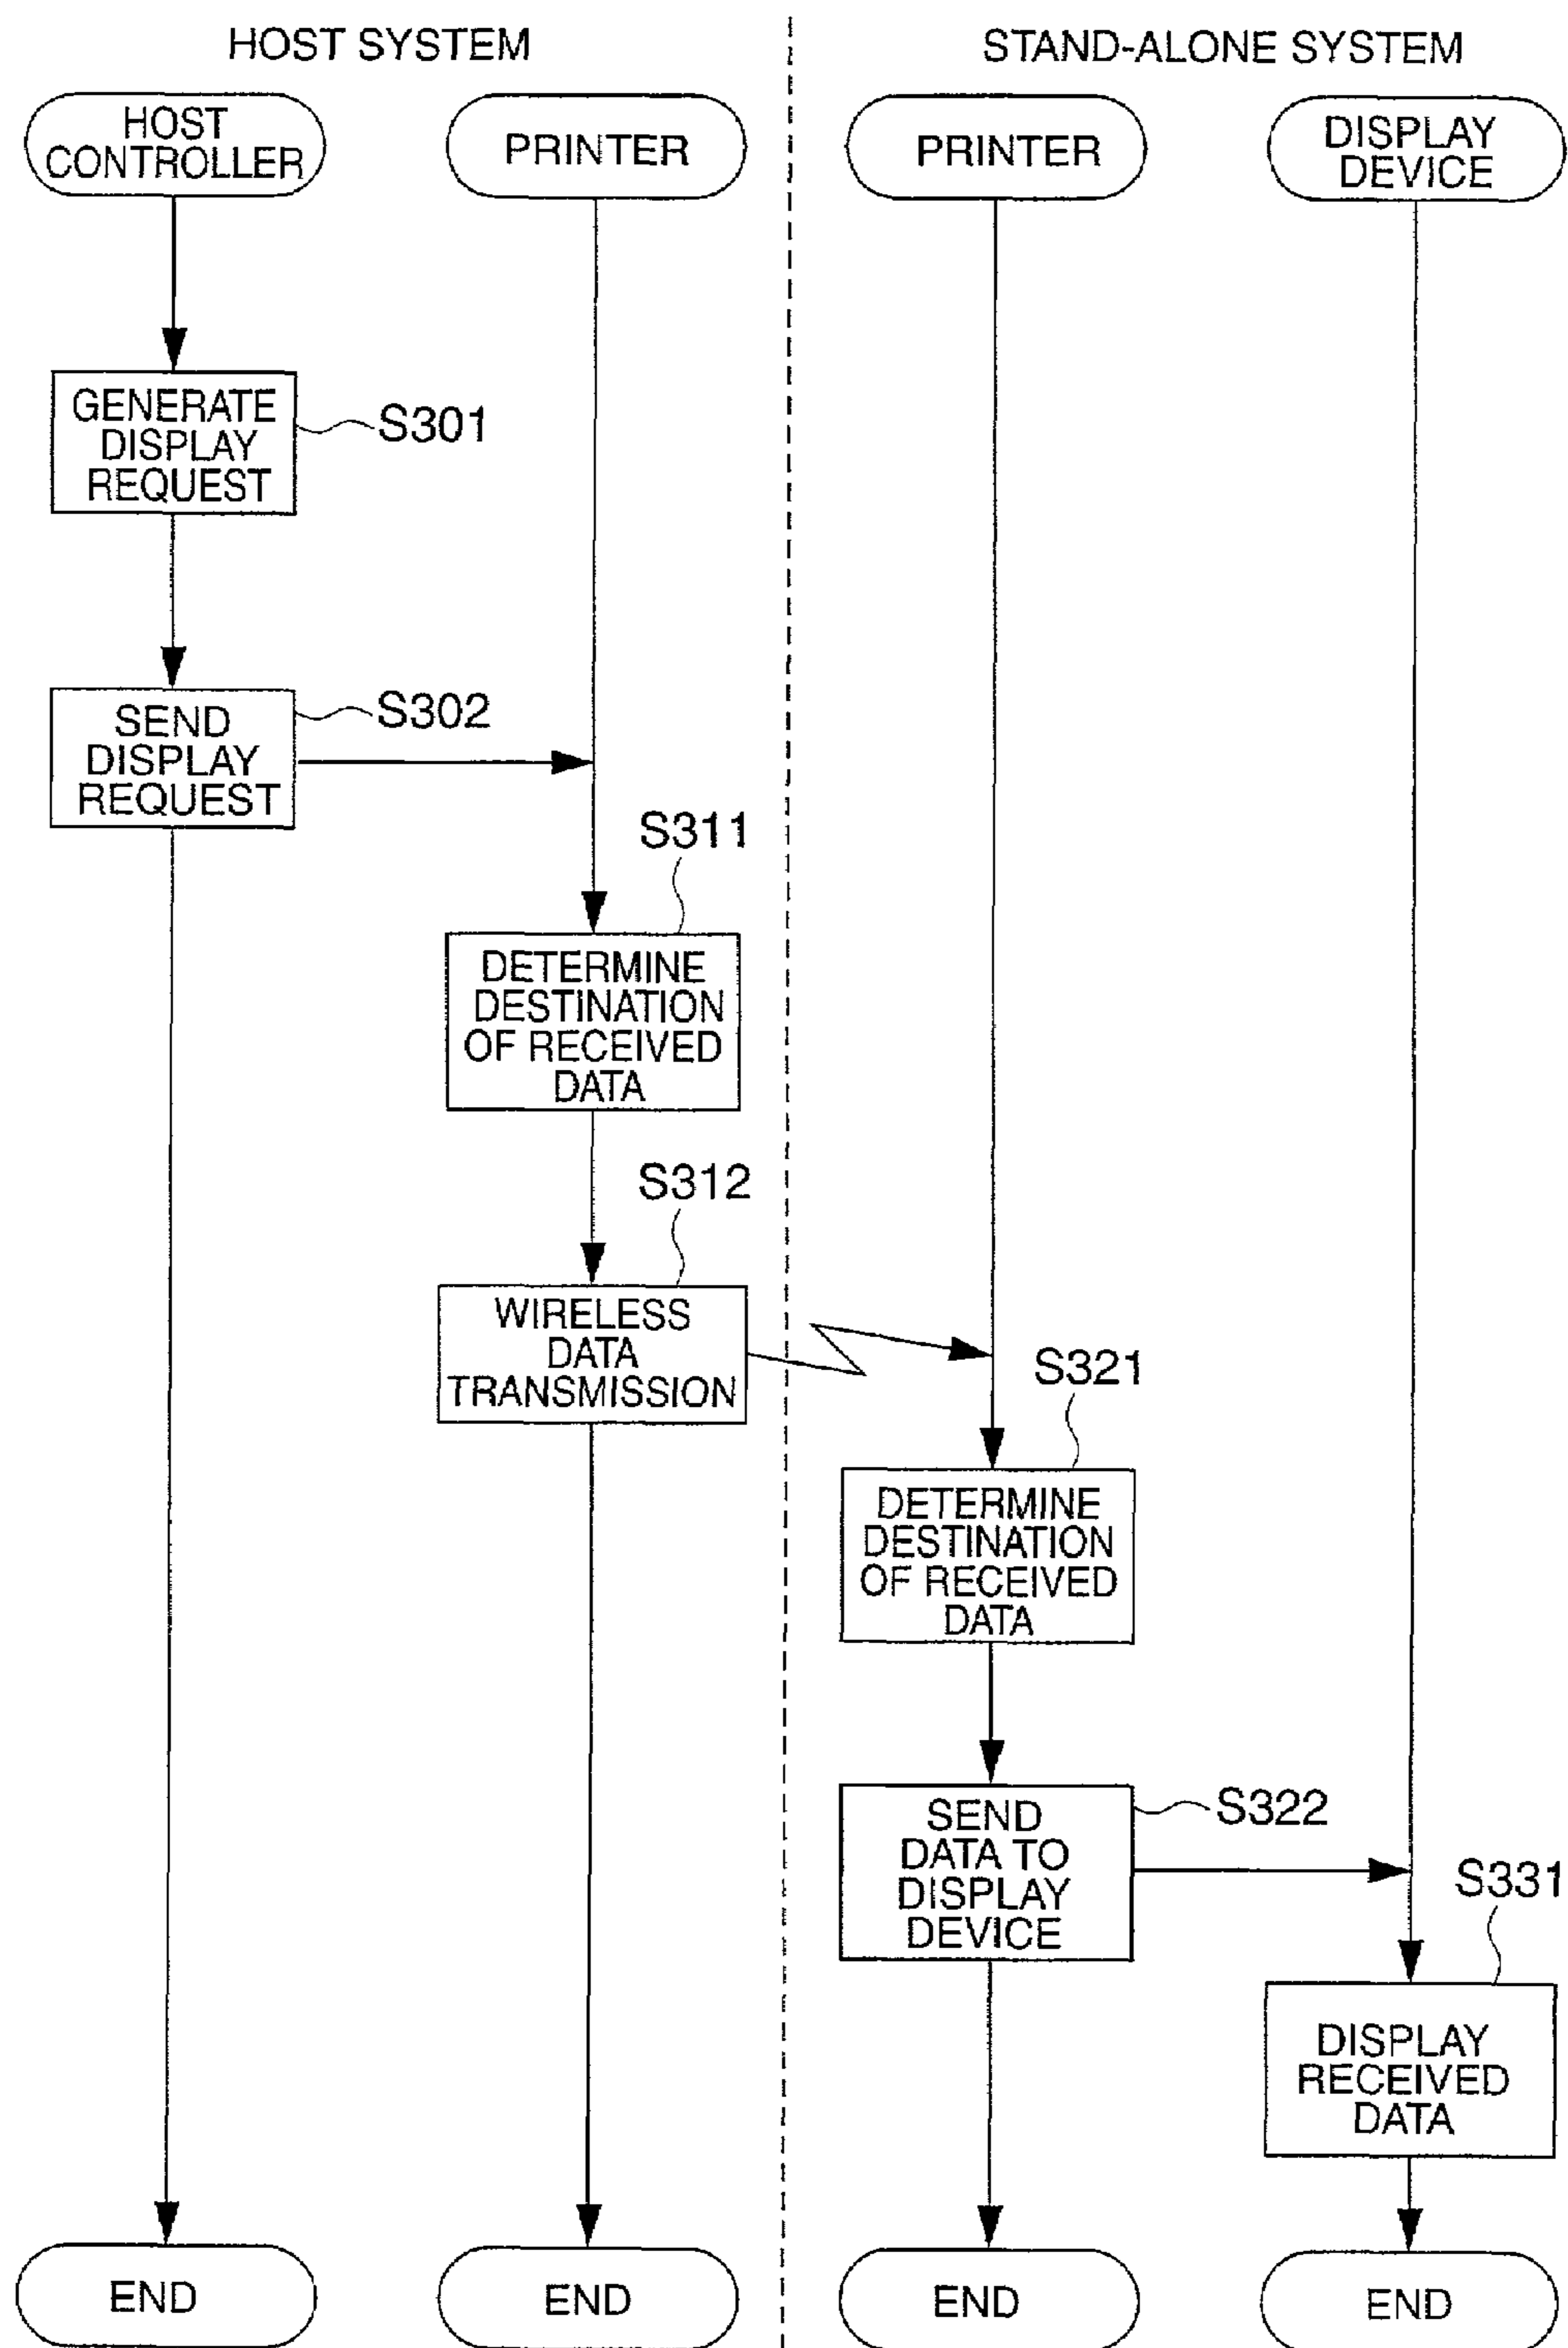 HOST SYSTEM
STAND-ALONE SYSTEM
HOST
CONTROLLER
PRINTER
PRINTER
DISPLAY
DEVICE
GENERATE
DISPLAY
REQUEST
S301
SEND
DISPLAY
REQUEST
S302
S311
DETERMINE
DESTINATION
OF RECEIVED
DATA
S312
WIRELESS
DATA
TRANSMISSION
S321
DETERMINE
DESTINATION
OF RECEIVED
DATA
SEND
DATA TO
DISPLAY
DEVICE
S322
S331
DISPLAY
RECEIVED
DATA
END
END
END
END